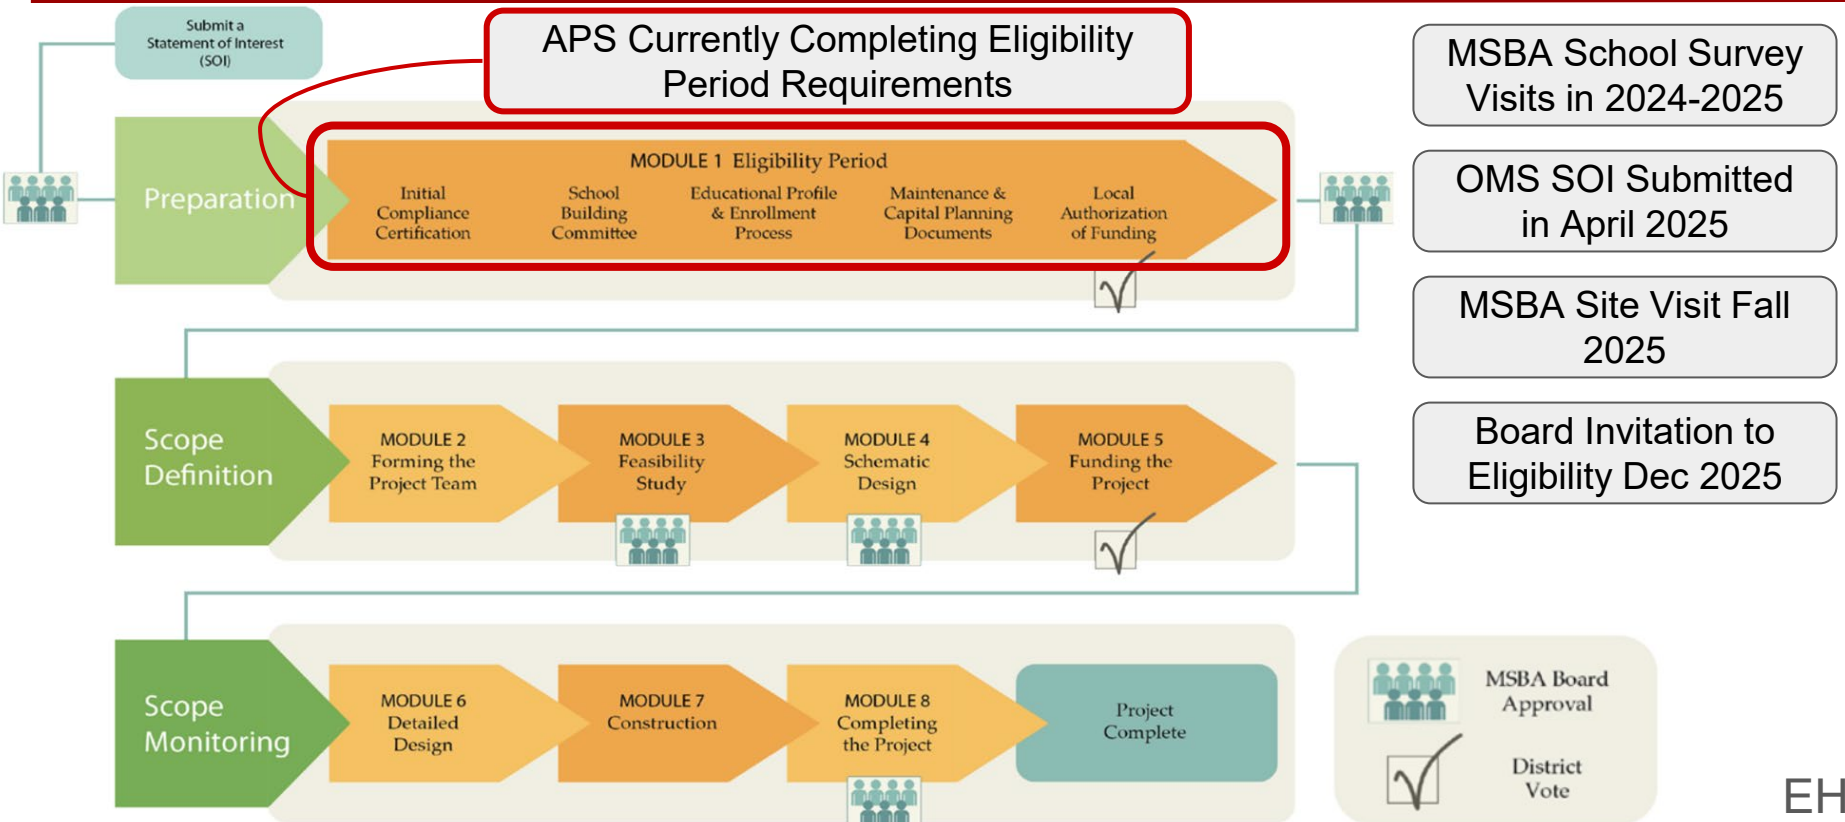 Submit a
Statement of Interest
(SOI)
APS Currently Completing Eligibility
Period Requirements
MSBA School Survey
Visits in 2024-2025
OMS SOI Submitted
in April 2025
MSBA Site Visit Fall
2025
Board Invitation to
Eligibility Dec 2025
Preparation
MODULE 1 Eligibility Period
Initial
Compliance
Certification
School
Building
Committee
Educational Profile
& Enrollment
Process
Maintenance &
Capital Planning
Documents
Local
Authorization
of Funding
Scope
Definition
MODULE 2
Forming the
Project Team
MODULE 3
Feasibility
Study
MODULE 4
Schematic
Design
MODULE 5
Funding the
Project
Scope
Monitoring
MODULE 6
Detailed
Design
MODULE 7
Construction
MODULE 8
Completing
the Project
Project
Complete
MSBA Board
Approval
District
Vote
EH